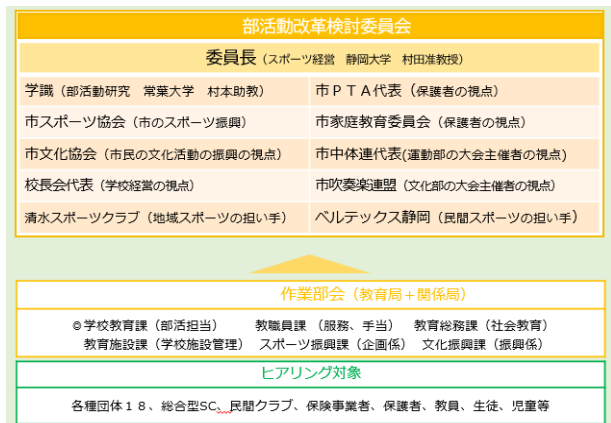 部活動改革検討委員会
委員長（スポーツ経営　静岡大学　村田准教授）
学識（部活動研究　常葉大学　村本助教）
市ＰＴＡ代表（保護者の視点）
市スポーツ協会（市のスポーツ振興）
市家庭教育委員会（保護者の視点）
市文化協会（市民の文化活動の振興の視点）
市中体連代表(運動部の大会主催者の視点)
校長会代表（学校経営の視点）
市吹奏楽連盟（文化部の大会主催者の視点）
清水スポーツクラブ（地域スポーツの担い手）
ベルテックス静岡（民間スポーツの担い手）
作業部会（教育局＋関係局）
◎学校教育課（部活担当）　教職員課（服務、手当）　教育総務課（社会教育）
教育施設課（学校施設管理）　スポーツ振興課（企画係）　文化振興課（振興係）
ヒアリング対象
各種団体１８、総合型SC、民間クラブ、保険事業者、保護者、教員、生徒、児童等